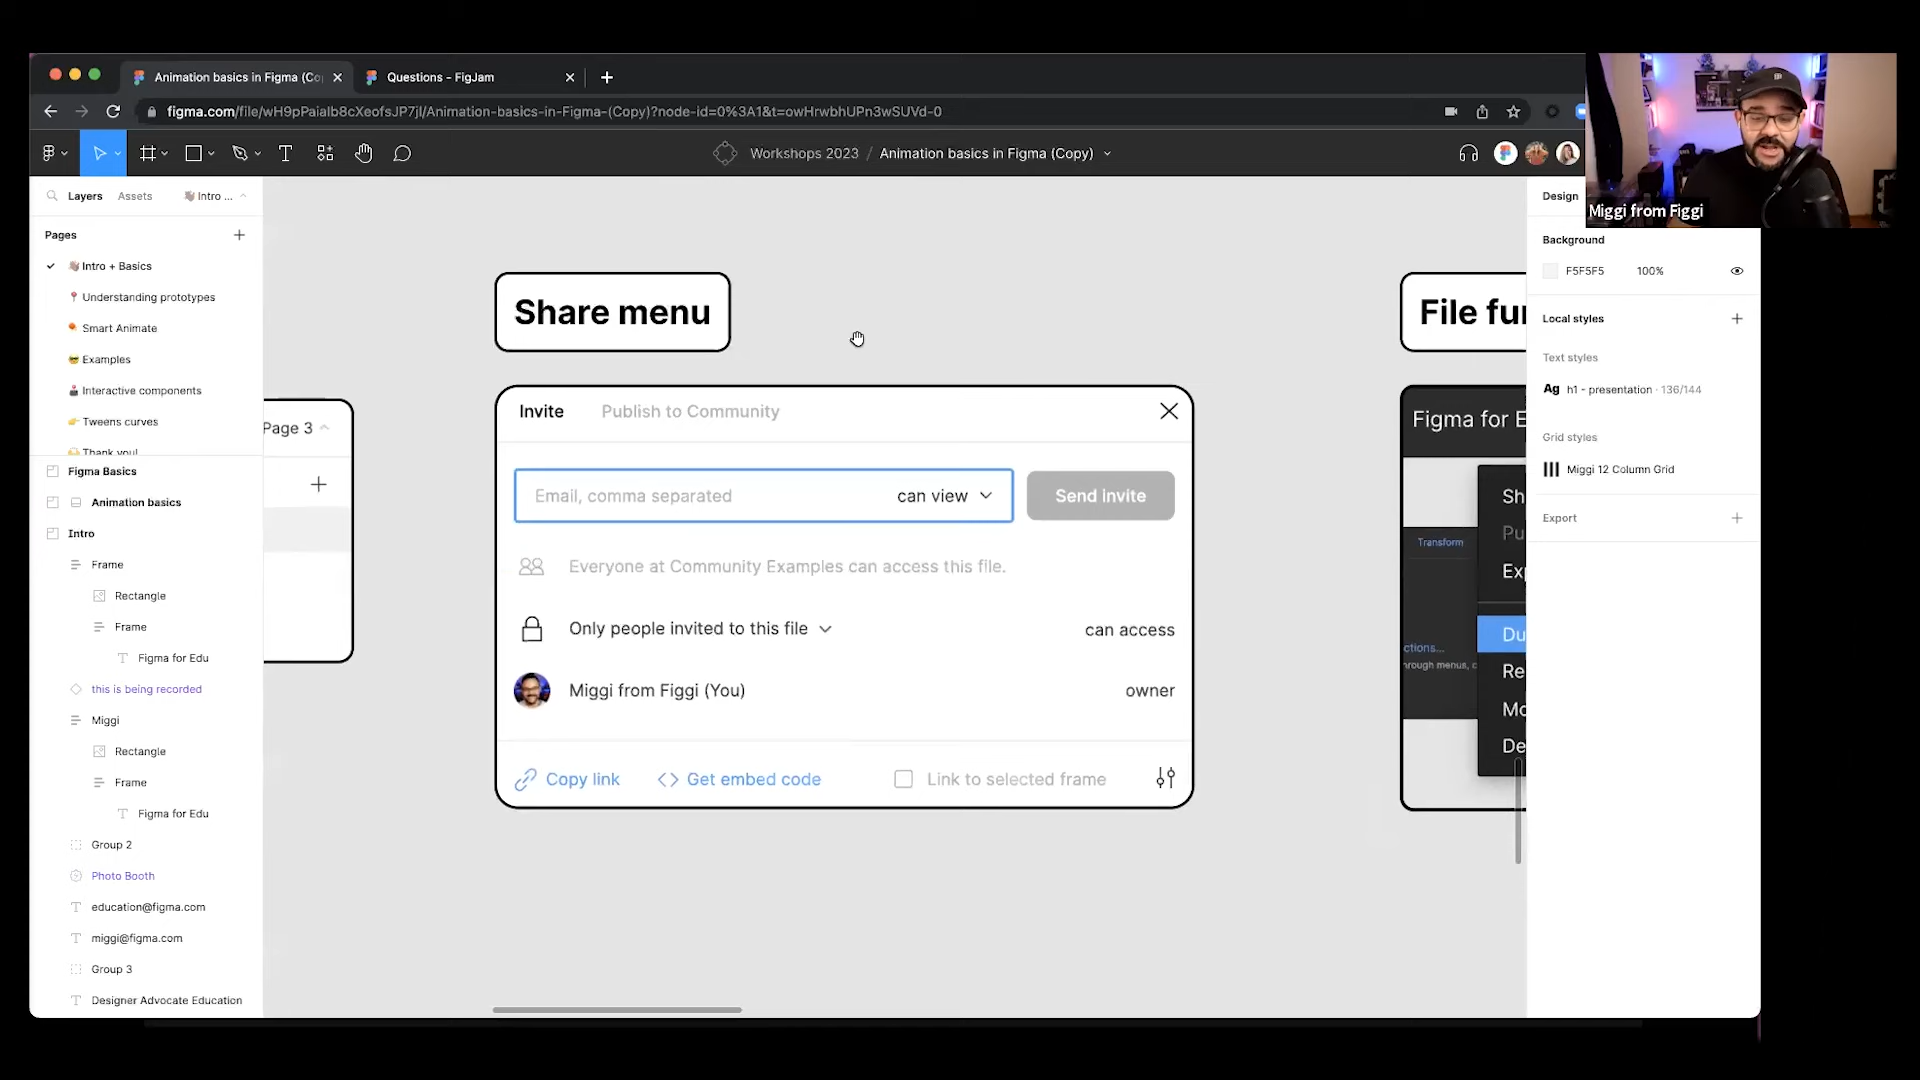 Animation basics in Figma (Co
Questions - FigJam
figma.com/file/wH9pPaiaIb8cXeofsJP7jl/Animation-basics-in-Figma-(Copy)?node-id=0%3A1&t=owHrwbhUPn3wSUVd-0
Workshops 2023 / Animation basics in Figma (Copy)
Miggi from Figgi
Layers
Assets
Intro ...
Pages
Intro + Basics
Understanding prototypes
Smart Animate
Examples
Interactive components
Tweens curves
Thank you!
Figma Basics
Animation basics
Intro
Frame
Rectangle
Frame
Figma for Edu
this is being recorded
Miggi
Rectangle
Frame
Figma for Edu
Group 2
Photo Booth
education@figma.com
miggi@figma.com
Group 3
Designer Advocate Education
Page 3
Share menu
Invite
Publish to Community
Email, comma separated
can view
Send invite
Everyone at Community Examples can access this file.
Only people invited to this file
can access
Miggi from Figgi (You)
owner
Copy link
<> Get embed code
Link to selected frame
File fu
Figma for E
Sh
Pu
Transform
Exp
Du
ctions...
hrough menus, c
Re
Mo
De
Design
Background
F5F5F5
100%
Local styles
Text styles
Ag h1 - presentation · 136/144
Grid styles
Miggi 12 Column Grid
Export